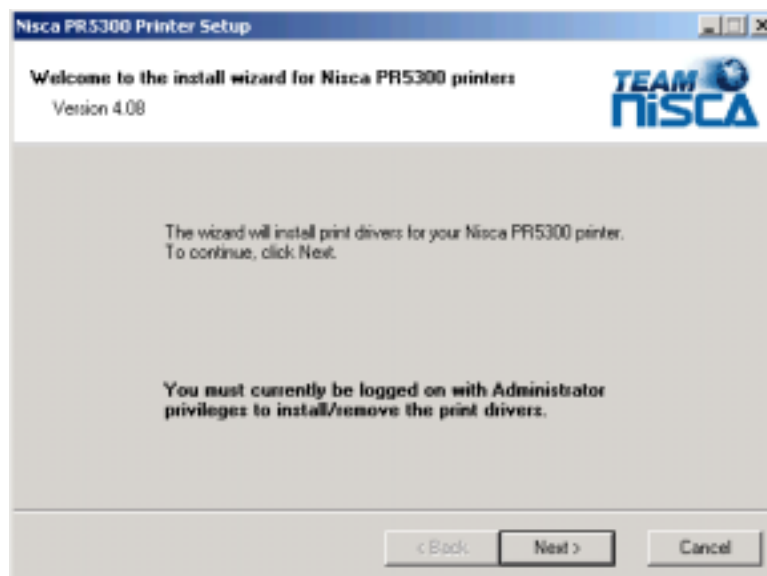 Nisca PR5300 Printer Setup
Welcome to the install wizard for Nisca PR5300 printers
Version 4.08
TEAM
NiSCA
The wizard will install print drivers for your Nisca PR5300 printer.
To continue, click Next.
You must currently be logged on with Administrator
privileges to install/remove the print drivers.
< Back
Next >
Cancel